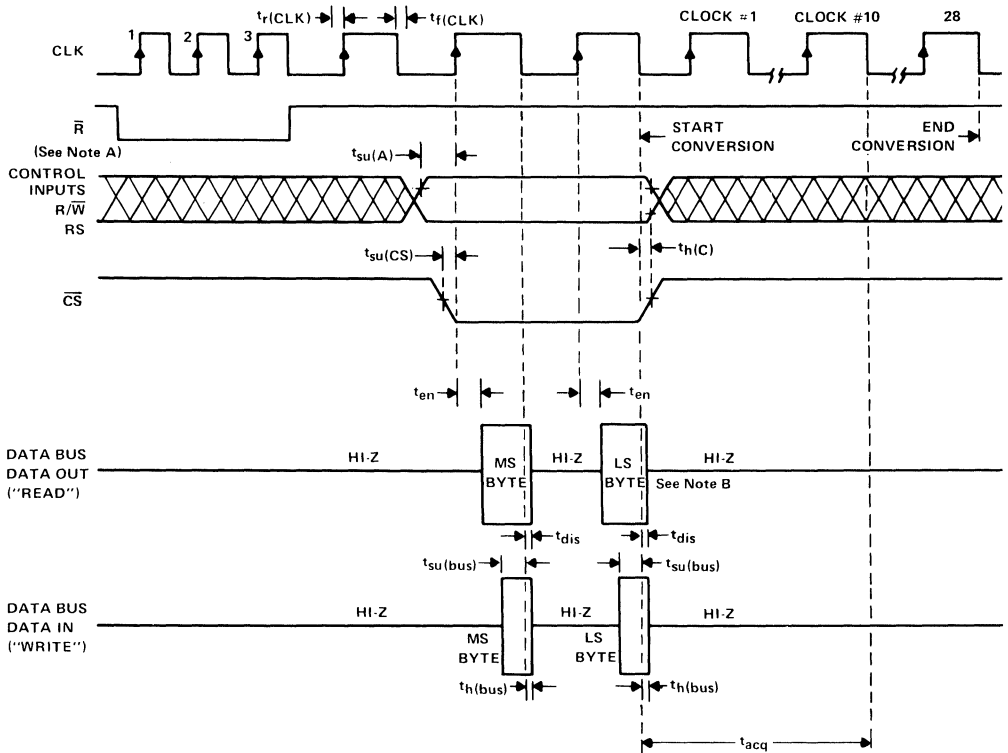 tr(CLK) tf(CLK) CLOCK #1 CLOCK #10 28
1 2 3
CLK
R
(See Note A)
START
CONVERSION
END
CONVERSION
tsu(A)
CONTROL
INPUTS
R/W
RS
tsu(CS) th(C)
CS
ten ten
DATA BUS
DATA OUT
("READ")
HI-Z MS BYTE HI-Z LS BYTE HI-Z
See Note B
tdis tdis
tsu(bus) tsu(bus)
DATA BUS
DATA IN
("WRITE")
HI-Z HI-Z HI-Z
MS
BYTE
LS
BYTE
th(bus) th(bus)
tacq